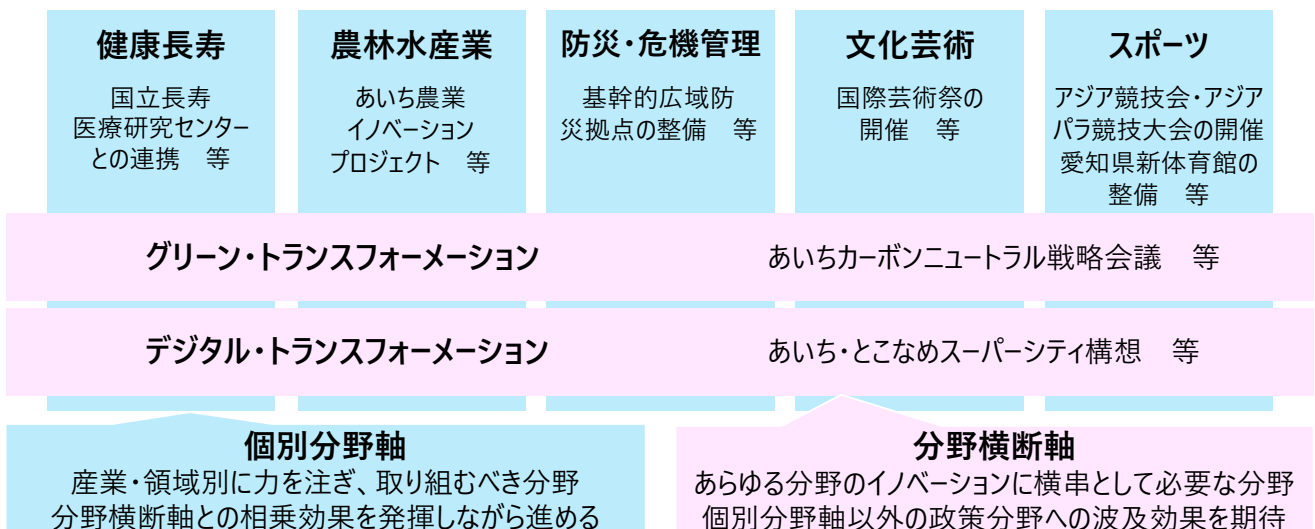 健康長寿
国立長寿
医療研究センター
との連携　等
農林水産業
あいち農業
イノベーション
プロジェクト　等
防災・危機管理
基幹的広域防
災拠点の整備　等
文化芸術
国際芸術祭の
開催　等
スポーツ
アジア競技会・アジア
パラ競技大会の開催
愛知県新体育館の
整備　等
グリーン・トランスフォーメーション　あいちカーボンニュートラル戦略会議　等
デジタル・トランスフォーメーション　あいち・とこなめスーパーシティ構想　等
個別分野軸
産業・領域別に力を注ぎ、取り組むべき分野
分野横断軸との相乗効果を発揮しながら進める
分野横断軸
あらゆる分野のイノベーションに横串として必要な分野
個別分野軸以外の政策分野への波及効果を期待